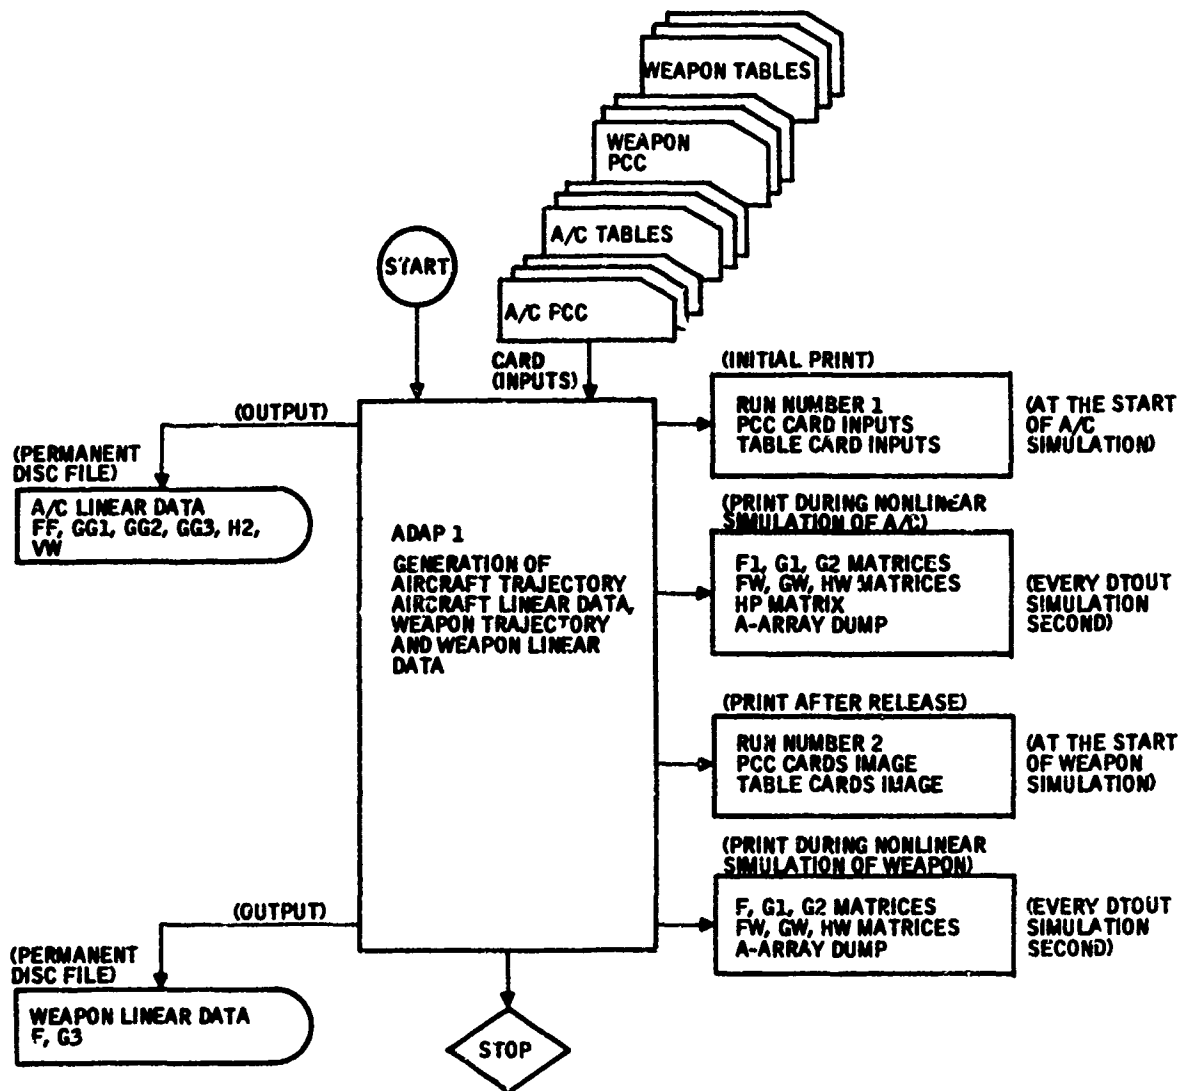 WEAPON TABLES
WEAPON
PCC
A/C TABLES
A/C PCC
START
CARD
(INPUTS)
(OUTPUT)
(PERMANENT
DISC FILE)
A/C LINEAR DATA
FF, GG1, GG2, GG3, H2,
VW
ADAP 1
GENERATION OF
AIRCRAFT TRAJECTORY
AIRCRAFT LINEAR DATA,
WEAPON TRAJECTORY
AND WEAPON LINEAR
DATA
(INITIAL PRINT)
RUN NUMBER 1
PCC CARD INPUTS
TABLE CARD INPUTS
(AT THE START
OF A/C
SIMULATION)
(PRINT DURING NONLINEAR
SIMULATION OF A/C)
F1, G1, G2 MATRICES
FW, GW, HW MATRICES
HP MATRIX
A-ARRAY DUMP
(EVERY DTOUT
SIMULATION
SECOND)
(PRINT AFTER RELEASE)
RUN NUMBER 2
PCC CARDS IMAGE
TABLE CARDS IMAGE
(AT THE START
OF WEAPON
SIMULATION)
(PRINT DURING NONLINEAR
SIMULATION OF WEAPON)
F, G1, G2 MATRICES
FW, GW, HW MATRICES
A-ARRAY DUMP
(EVERY DTOUT
SIMULATION
SECOND)
(OUTPUT)
(PERMANENT
DISC FILE)
WEAPON LINEAR DATA
F, G3
STOP